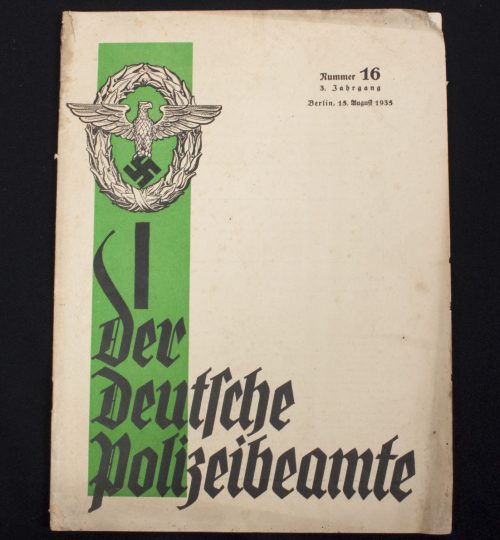 Nummer 16
3. Jahrgang
Berlin, 15. August 1935
Der
Deutsche
Polizeibeamte